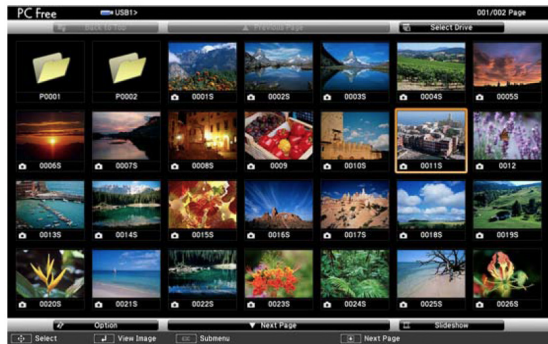 PC Free USB1> 001/002 Page
Back to Top Previous Page Select Drive
P0001 P0002 0001S 0002S 0003S 0004S 0005S
0006S 0007S 0008S 0009 0010S 0011S 0012
0013S 0014S 0015S 0016S 0017S 0018S 0019S
0020S 0021S 0022S 0023S 0024S 0025S 0026S
Option Next Page Slideshow
Select View Image Submenu Next Page